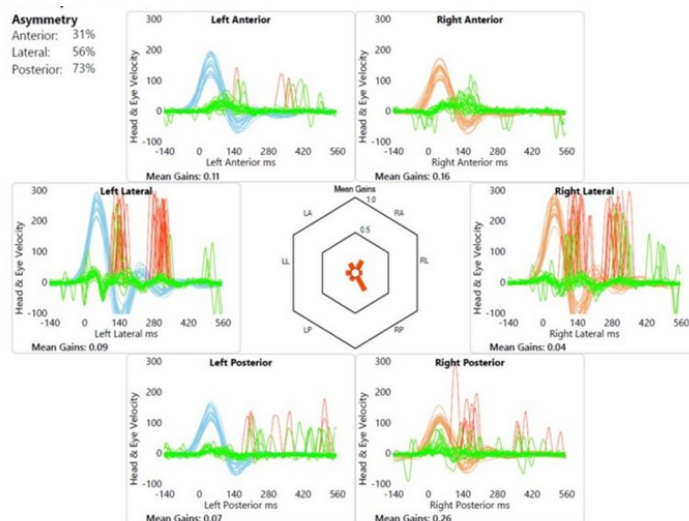 Asymmetry
Anterior: 31%
Lateral: 56%
Posterior: 73%
Left Anterior
Head & Eye Velocity
300
200
100
0
-100
-140 0 140 280 420 560
Left Anterior ms
Mean Gains: 0.11
Right Anterior
Head & Eye Velocity
300
200
100
0
-100
-140 0 140 280 420 560
Right Anterior ms
Mean Gains: 0.16
Left Lateral
Head & Eye Velocity
300
200
100
0
-100
-140 0 140 280 420 560
Left Lateral ms
Mean Gains: 0.09
Mean Gains
1.0
0.5
LA RA
LL RL
LP RP
Right Lateral
Head & Eye Velocity
300
200
100
0
-100
-140 0 140 280 420 560
Right Lateral ms
Mean Gains: 0.04
Left Posterior
Head & Eye Velocity
300
200
100
0
-100
-140 0 140 280 420 560
Left Posterior ms
Mean Gains: 0.07
Right Posterior
Head & Eye Velocity
300
200
100
0
-100
-140 0 140 280 420 560
Right Posterior ms
Mean Gains: 0.26